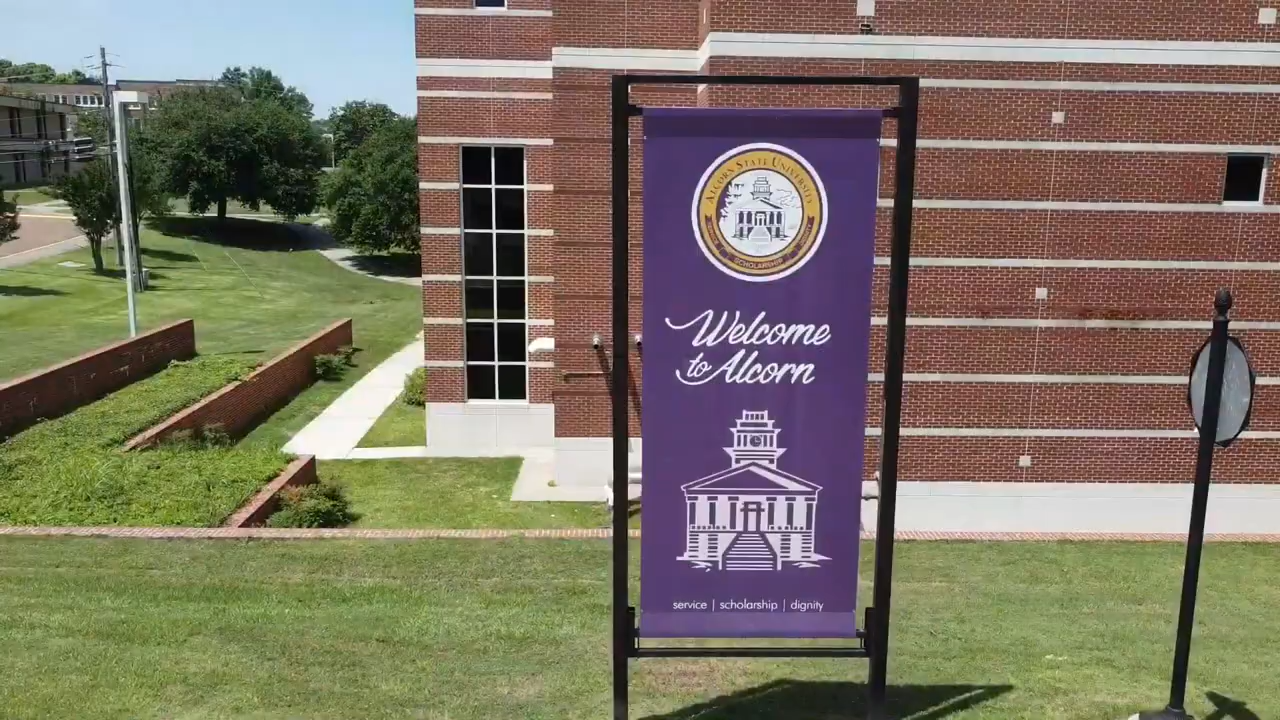 Alcorn State University
SCHOLARSHIP
Welcome
to Alcorn
service | scholarship | dignity